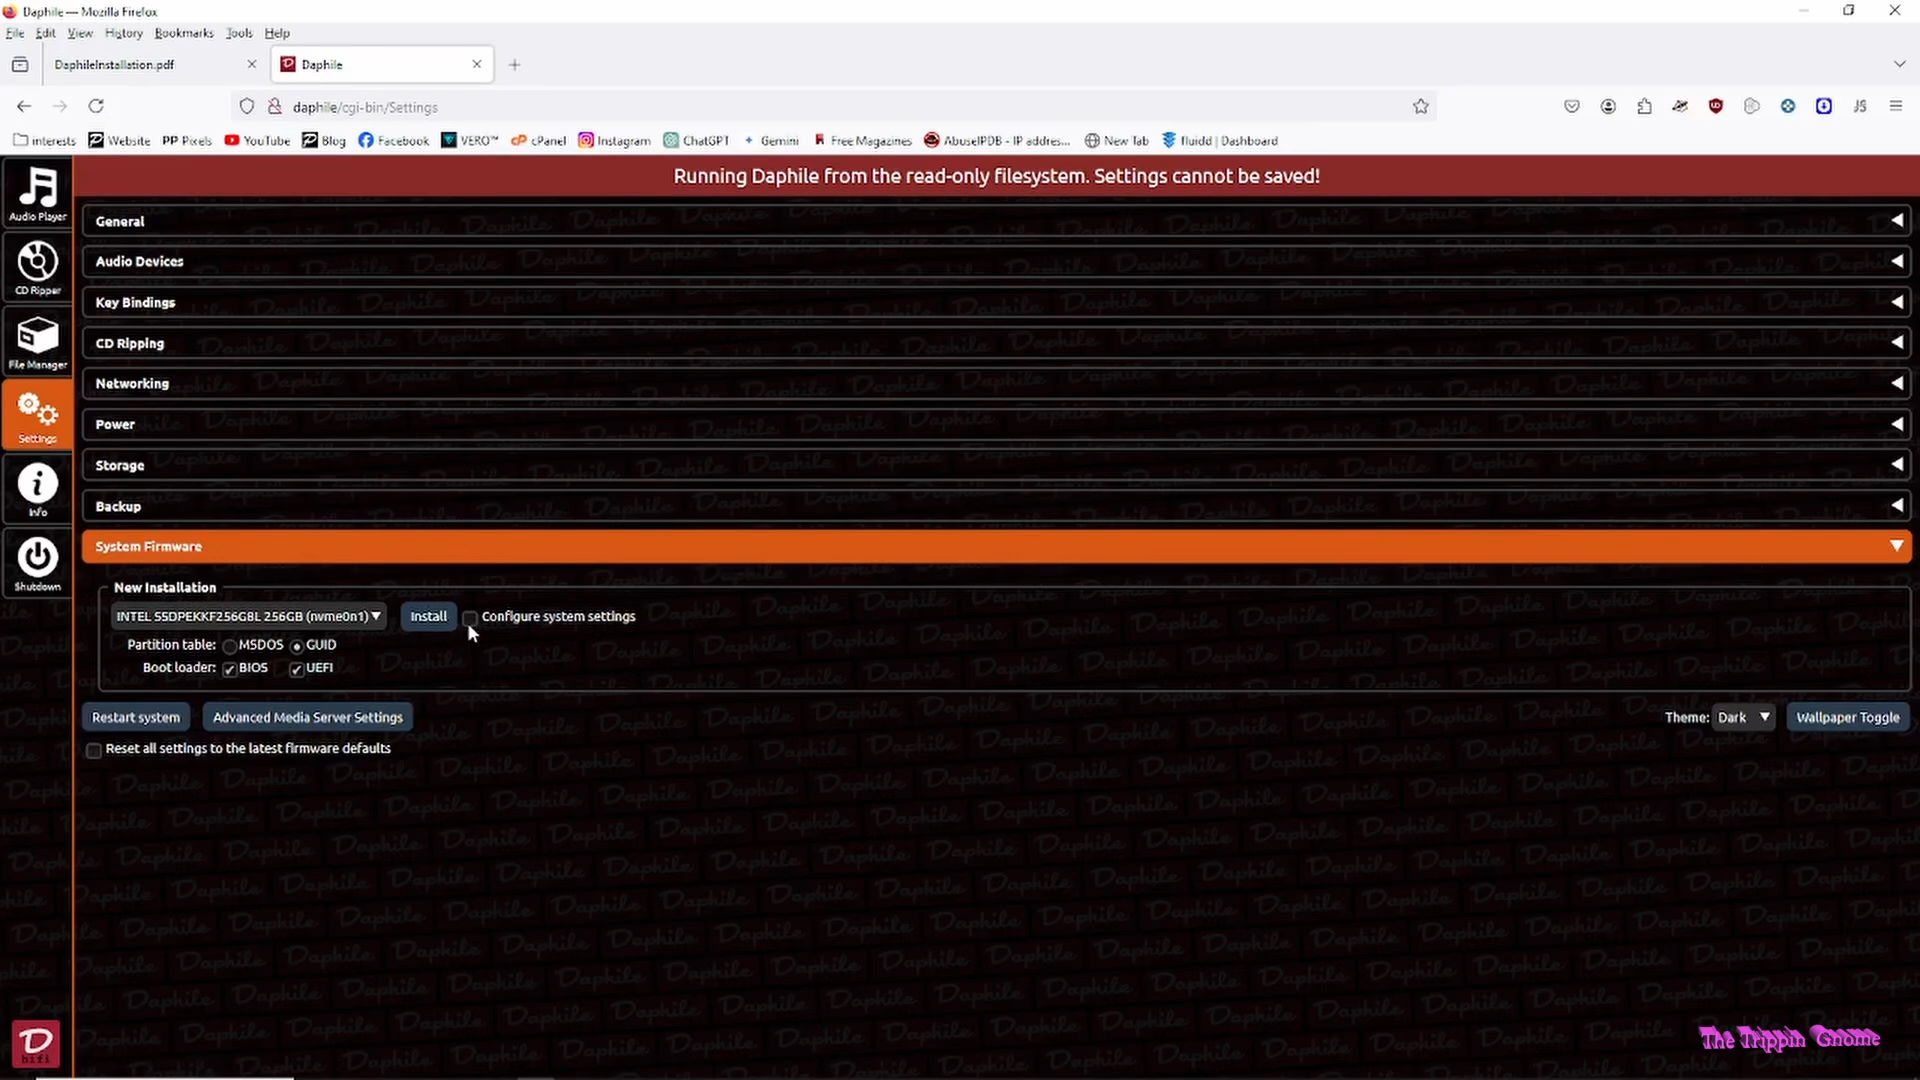 Daphile — Mozilla Firefox
File Edit View History Bookmarks Tools Help
DaphileInstallation.pdf
Daphile
daphile/cgi-bin/Settings
interests Website PP Pixels YouTube Blog Facebook VERO™ cPanel Instagram ChatGPT Gemini Free Magazines AbuseIPDB - IP addres... New Tab fluidd | Dashboard
Running Daphile from the read-only filesystem. Settings cannot be saved!
Audio Player
CD Ripper
File Manager
Settings
Info
Shutdown
General
Audio Devices
Key Bindings
CD Ripping
Networking
Power
Storage
Backup
System Firmware
New Installation
INTEL SSDPEKKF256G8L 256GB (nvme0n1) Install Configure system settings
Partition table: MSDOS GUID
Boot loader: BIOS UEFI
Restart system Advanced Media Server Settings Theme: Dark Wallpaper Toggle
Reset all settings to the latest firmware defaults
D
hifi
The Trippin Gnome